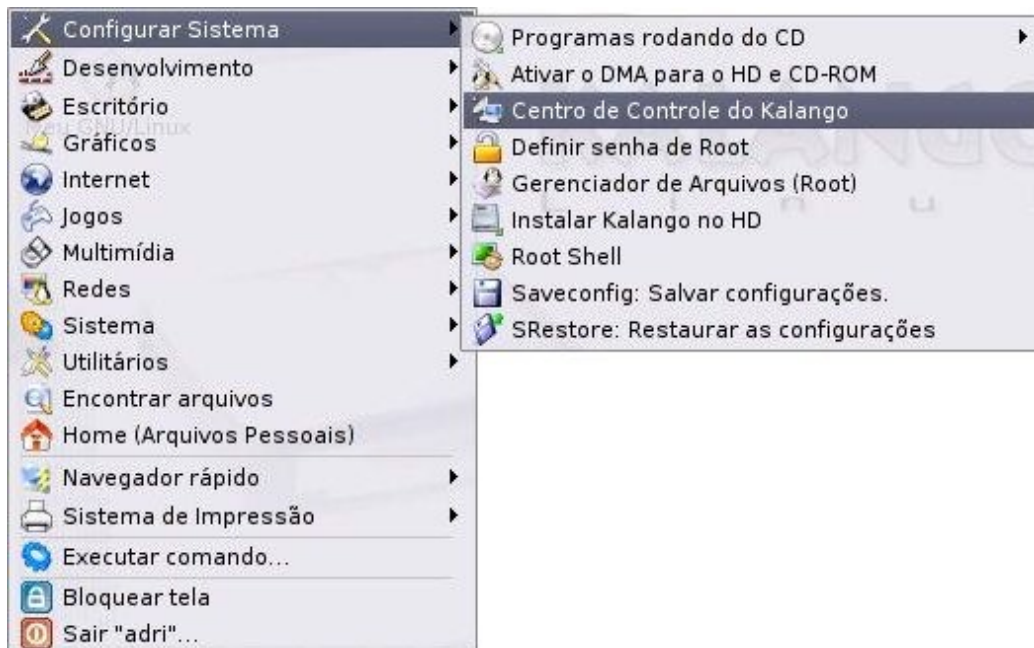 Configurar Sistema
Desenvolvimento
Escritório
Meu GNU/Linux
Gráficos
Internet
Jogos
Multimídia
Redes
Sistema
Utilitários
Encontrar arquivos
Home (Arquivos Pessoais)
Navegador rápido
Sistema de Impressão
Executar comando...
Bloquear tela
Sair "adri"...
Programas rodando do CD
Ativar o DMA para o HD e CD-ROM
Centro de Controle do Kalango
Definir senha de Root
Gerenciador de Arquivos (Root)
Instalar Kalango no HD
Root Shell
Saveconfig: Salvar configurações.
SRestore: Restaurar as configurações